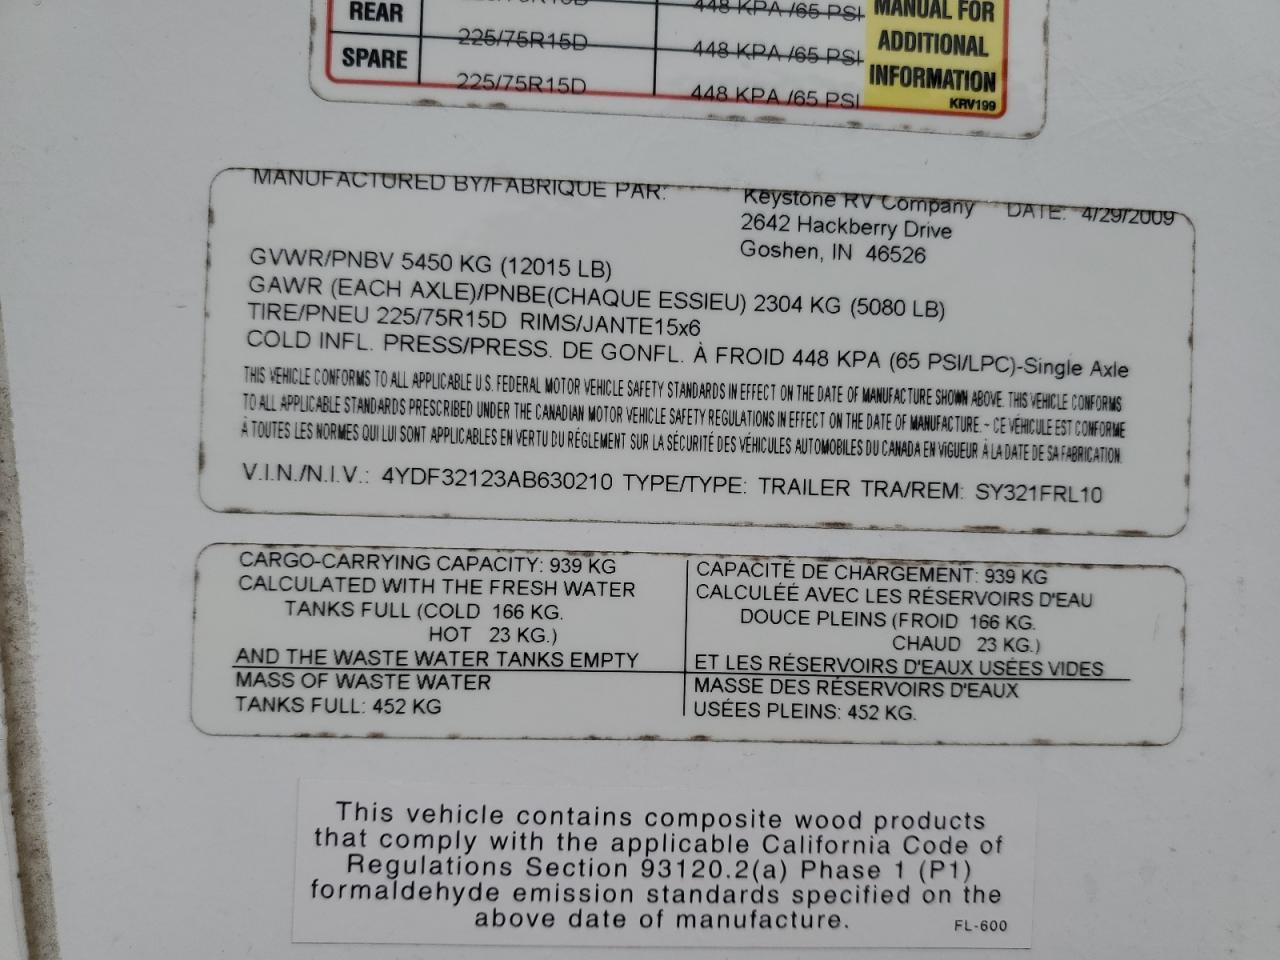 REAR
448 KPA /65 PSI
MANUAL FOR
225/75R15D
448 KPA /65 PSI
ADDITIONAL
SPARE
225/75R15D
448 KPA /65 PSI
INFORMATION
KRV199
MANUFACTURED BY/FABRIQUE PAR: Keystone RV Company DATE: 4/29/2009
2642 Hackberry Drive
Goshen, IN 46526
GVWR/PNBV 5450 KG (12015 LB)
GAWR (EACH AXLE)/PNBE(CHAQUE ESSIEU) 2304 KG (5080 LB)
TIRE/PNEU 225/75R15D RIMS/JANTE15x6
COLD INFL. PRESS/PRESS. DE GONFL. À FROID 448 KPA (65 PSI/LPC)-Single Axle
THIS VEHICLE CONFORMS TO ALL APPLICABLE U.S. FEDERAL MOTOR VEHICLE SAFETY STANDARDS IN EFFECT ON THE DATE OF MANUFACTURE SHOWN ABOVE. THIS VEHICLE CONFORMS
TO ALL APPLICABLE STANDARDS PRESCRIBED UNDER THE CANADIAN MOTOR VEHICLE SAFETY REGULATIONS IN EFFECT ON THE DATE OF MANUFACTURE. - CE VÉHICULE EST CONFORME
À TOUTES LES NORMES QUI LUI SONT APPLICABLES EN VERTU DU RÉGLEMENT SUR LA SÉCURITÉ DES VÉHICULES AUTOMOBILES DU CANADA EN VIGUEUR À LA DATE DE SA FABRICATION.
V.I.N./N.I.V.: 4YDF32123AB630210 TYPE/TYPE: TRAILER TRA/REM: SY321FRL10
CARGO-CARRYING CAPACITY: 939 KG
CALCULATED WITH THE FRESH WATER
TANKS FULL (COLD 166 KG.
HOT 23 KG.)
AND THE WASTE WATER TANKS EMPTY
MASS OF WASTE WATER
TANKS FULL: 452 KG
CAPACITÉ DE CHARGEMENT: 939 KG
CALCULÉÉ AVEC LES RÉSERVOIRS D'EAU
DOUCE PLEINS (FROID 166 KG.
CHAUD 23 KG.)
ET LES RÉSERVOIRS D'EAUX USÉES VIDES
MASSE DES RÉSERVOIRS D'EAUX
USÉES PLEINS: 452 KG.
This vehicle contains composite wood products
that comply with the applicable California Code of
Regulations Section 93120.2(a) Phase 1 (P1)
formaldehyde emission standards specified on the
above date of manufacture.
FL-600